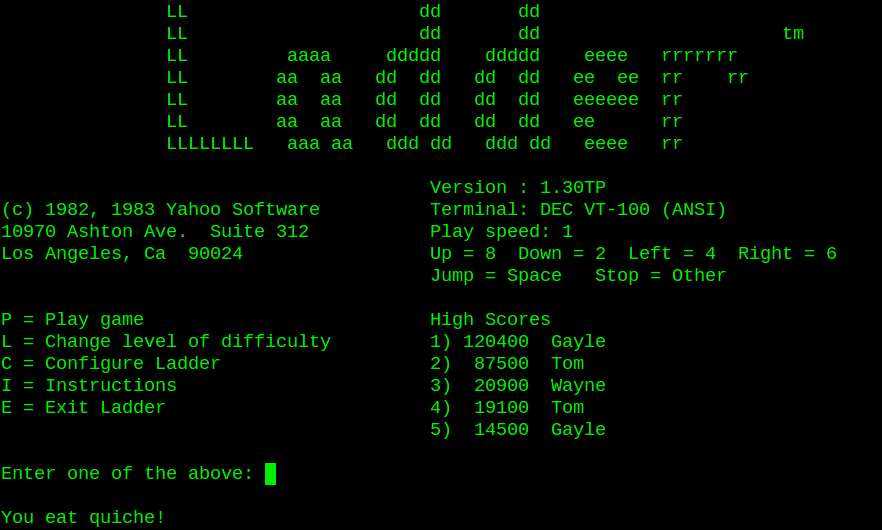 LL                     dd       dd
LL                     dd       dd                      tm
LL         aaaa     ddddd    ddddd    eeee   rrrrrrr
LL        aa  aa   dd  dd   dd  dd   ee  ee  rr    rr
LL        aa  aa   dd  dd   dd  dd   eeeeee  rr
LL        aa  aa   dd  dd   dd  dd   ee      rr
LLLLLLLL   aaa aa   ddd dd   ddd dd   eeee   rr
Version : 1.30TP
(c) 1982, 1983 Yahoo Software          Terminal: DEC VT-100 (ANSI)
10970 Ashton Ave.  Suite 312           Play speed: 1
Los Angeles, Ca  90024                 Up = 8  Down = 2  Left = 4  Right = 6
Jump = Space   Stop = Other
P = Play game                          High Scores
L = Change level of difficulty         1) 120400  Gayle
C = Configure Ladder                   2)  87500  Tom
I = Instructions                       3)  20900  Wayne
E = Exit Ladder                        4)  19100  Tom
5)  14500  Gayle
Enter one of the above:
You eat quiche!